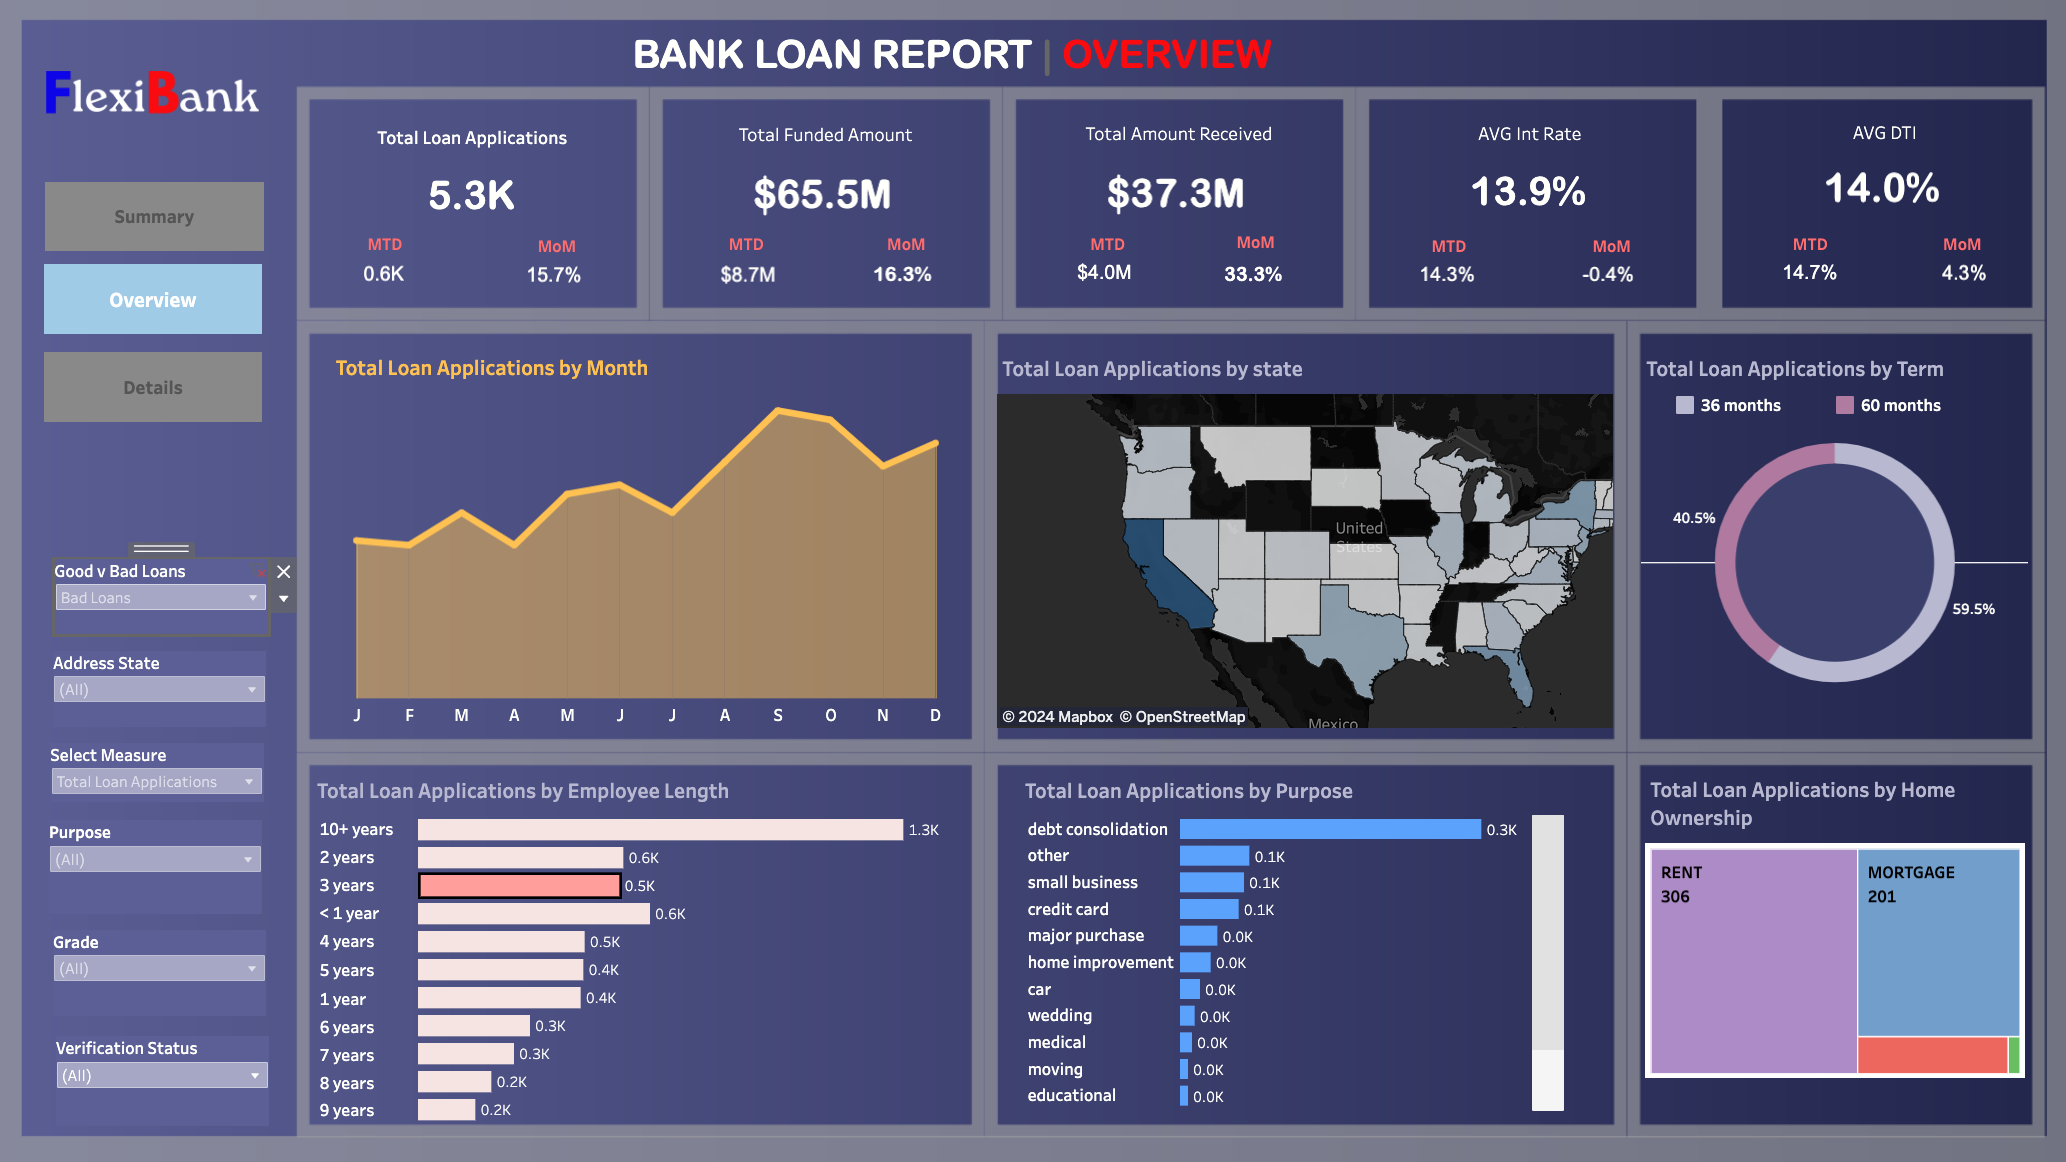 BANK LOAN REPORT | OVERVIEW
FlexiBank
Summary
Overview
Details
Good v Bad Loans
Bad Loans
Address State
(All)
Select Measure
Total Loan Applications
Purpose
(All)
Grade
(All)
Verification Status
(All)
Total Loan Applications
5.3K
MTD MoM
0.6K 15.7%
Total Funded Amount
$65.5M
MTD MoM
$8.7M 16.3%
Total Amount Received
$37.3M
MTD MoM
$4.0M 33.3%
AVG Int Rate
13.9%
MTD MoM
14.3% -0.4%
AVG DTI
14.0%
MTD MoM
14.7% 4.3%
Total Loan Applications by Month
J F M A M J J A S O N D
Total Loan Applications by state
United
States
Mexico
© 2024 Mapbox © OpenStreetMap
Total Loan Applications by Term
36 months 60 months
40.5%
59.5%
Total Loan Applications by Employee Length
10+ years 1.3K
2 years 0.6K
3 years 0.5K
< 1 year 0.6K
4 years 0.5K
5 years 0.4K
1 year 0.4K
6 years 0.3K
7 years 0.3K
8 years 0.2K
9 years 0.2K
Total Loan Applications by Purpose
debt consolidation 0.3K
other 0.1K
small business 0.1K
credit card 0.1K
major purchase 0.0K
home improvement 0.0K
car 0.0K
wedding 0.0K
medical 0.0K
moving 0.0K
educational 0.0K
Total Loan Applications by Home
Ownership
RENT
306
MORTGAGE
201